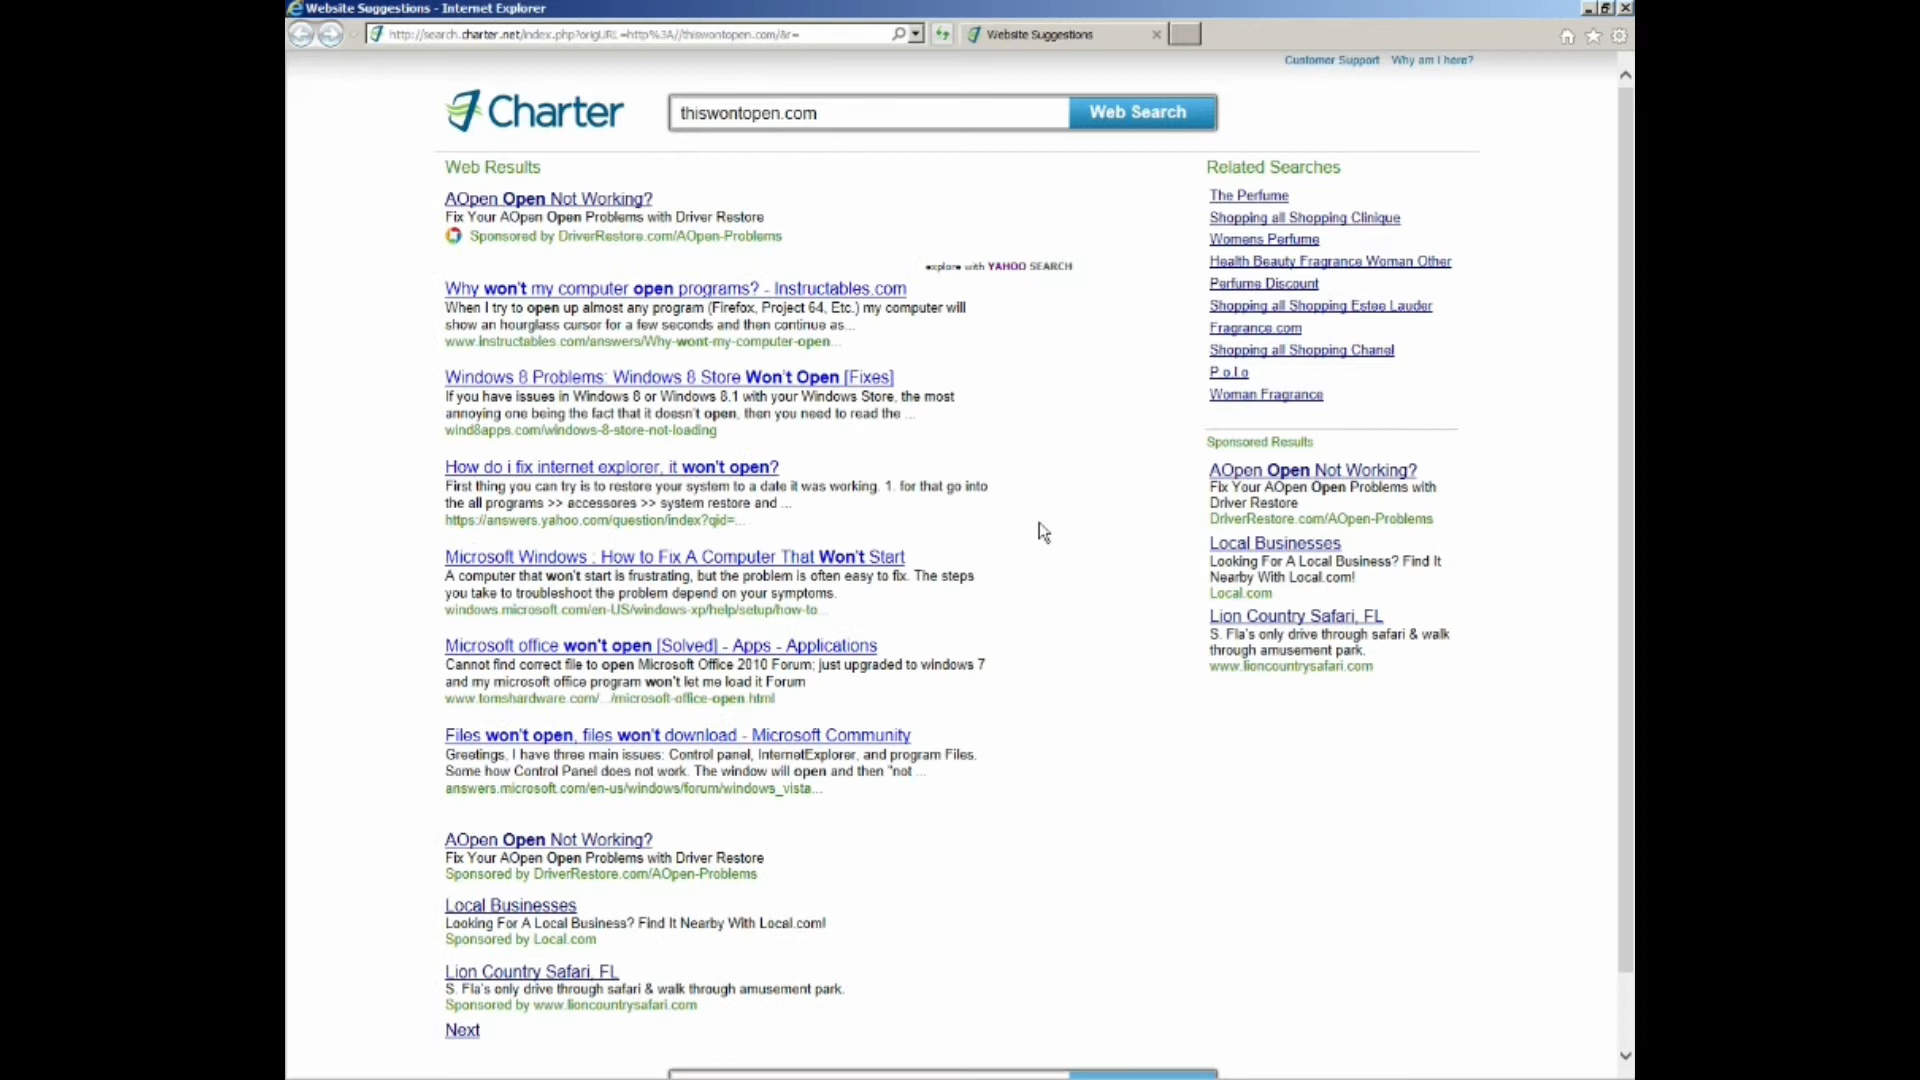 Website Suggestions - Internet Explorer
http://search.charter.net/index.php?origURL=http%3A//thiswontopen.com/&r=
Website Suggestions
Customer Support Why am I here?
Charter
thiswontopen.com
Web Search
Web Results
AOpen Open Not Working?
Fix Your AOpen Open Problems with Driver Restore
Sponsored by DriverRestore.com/AOpen-Problems
explore with YAHOO SEARCH
Why won't my computer open programs? - Instructables.com
When I try to open up almost any program (Firefox, Project 64, Etc.) my computer will
show an hourglass cursor for a few seconds and then continue as...
www.instructables.com/answers/Why-wont-my-computer-open...
Windows 8 Problems: Windows 8 Store Won't Open [Fixes]
If you have issues in Windows 8 or Windows 8.1 with your Windows Store, the most
annoying one being the fact that it doesn't open, then you need to read the ...
wind8apps.com/windows-8-store-not-loading
How do i fix internet explorer, it won't open?
First thing you can try is to restore your system to a date it was working. 1. for that go into
the all programs >> accessores >> system restore and ...
https://answers.yahoo.com/question/index?qid=...
Microsoft Windows : How to Fix A Computer That Won't Start
A computer that won't start is frustrating, but the problem is often easy to fix. The steps
you take to troubleshoot the problem depend on your symptoms.
windows.microsoft.com/en-US/windows-xp/help/setup/how-to...
Microsoft office won't open [Solved] - Apps - Applications
Cannot find correct file to open Microsoft Office 2010 Forum; just upgraded to windows 7
and my microsoft office program won't let me load it Forum
www.tomshardware.com/.../microsoft-office-open.html
Files won't open, files won't download - Microsoft Community
Greetings, I have three main issues: Control panel, InternetExplorer, and program Files.
Some how Control Panel does not work. The window will open and then "not ...
answers.microsoft.com/en-us/windows/forum/windows_vista...
AOpen Open Not Working?
Fix Your AOpen Open Problems with Driver Restore
Sponsored by DriverRestore.com/AOpen-Problems
Local Businesses
Looking For A Local Business? Find It Nearby With Local.com!
Sponsored by Local.com
Lion Country Safari, FL
S. Fla's only drive through safari & walk through amusement park.
Sponsored by www.lioncountrysafari.com
Next
Related Searches
The Perfume
Shopping all Shopping Clinique
Womens Perfume
Health Beauty Fragrance Woman Other
Perfume Discount
Shopping all Shopping Estee Lauder
Fragrance com
Shopping all Shopping Chanel
P o l o
Woman Fragrance
Sponsored Results
AOpen Open Not Working?
Fix Your AOpen Open Problems with
Driver Restore
DriverRestore.com/AOpen-Problems
Local Businesses
Looking For A Local Business? Find It
Nearby With Local.com!
Local.com
Lion Country Safari, FL
S. Fla's only drive through safari & walk
through amusement park.
www.lioncountrysafari.com